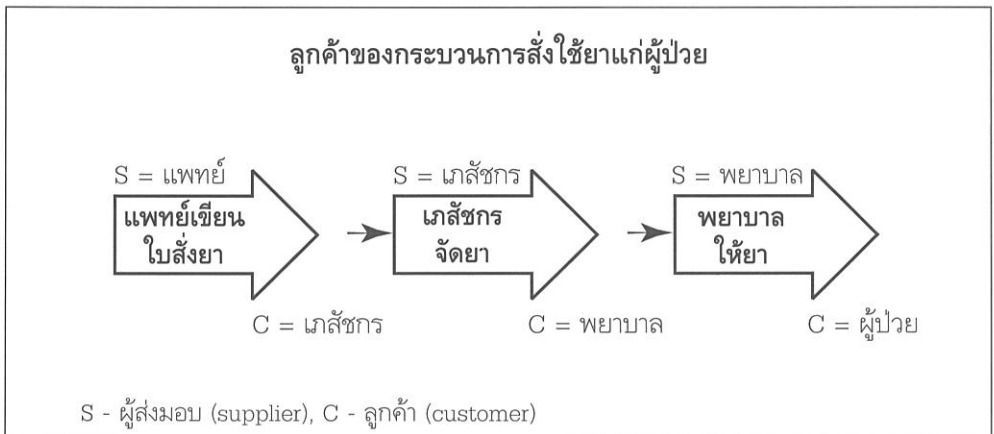 ลูกค้าของกระบวนการสั่งใช้ยาแก่ผู้ป่วย
S = แพทย์
แพทย์เขียน
ใบสั่งยา
C = เภสัชกร
S = เภสัชกร
เภสัชกร
จัดยา
C = พยาบาล
S = พยาบาล
พยาบาล
ให้ยา
C = ผู้ป่วย
S - ผู้ส่งมอบ (supplier), C - ลูกค้า (customer)